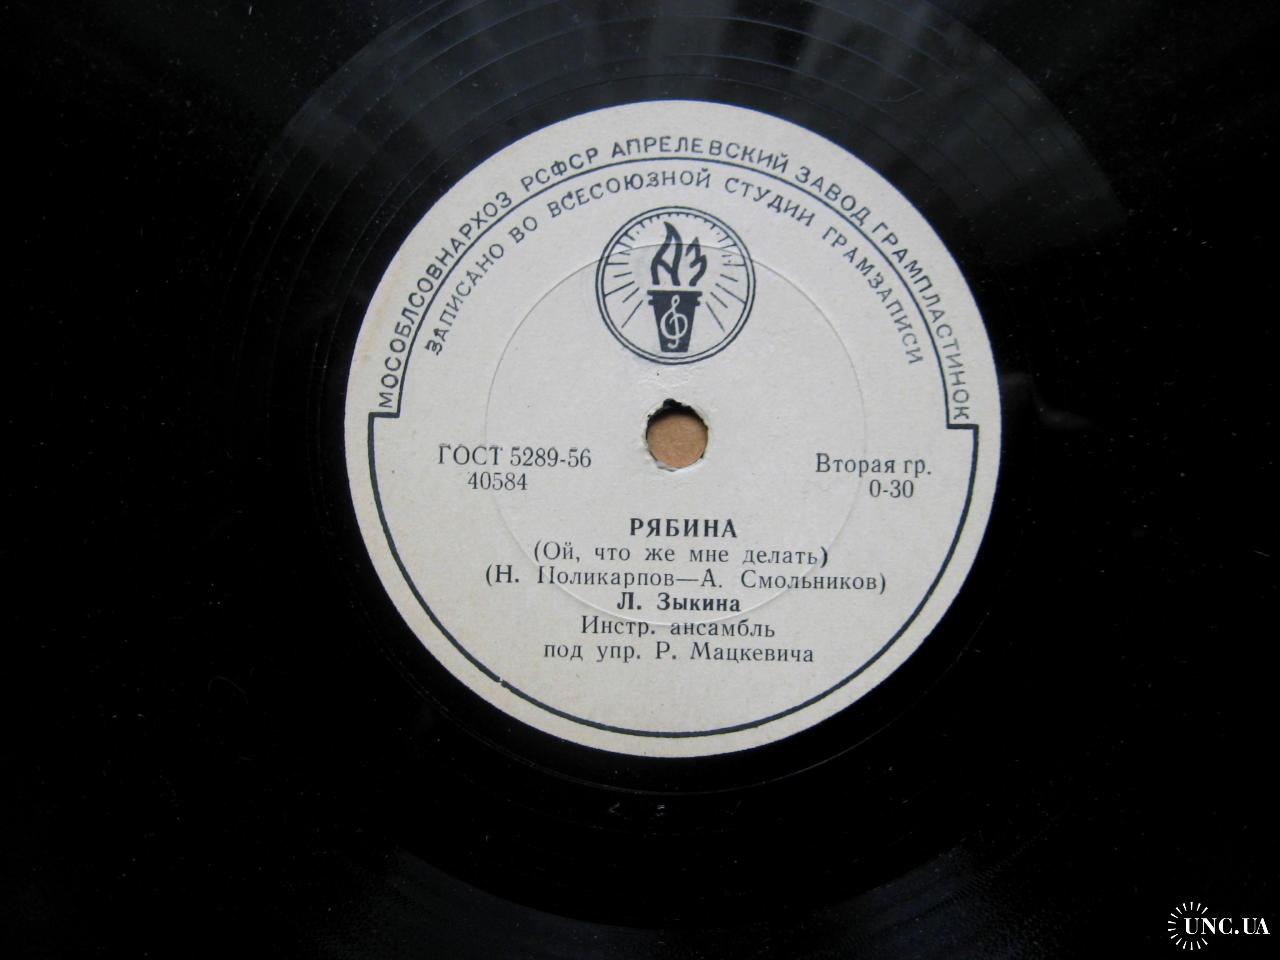 МОСОБЛСОВНАРХОЗ РСФСР АПРЕЛЕВСКИЙ ЗАВОД ГРАМПЛАСТИНОК
ЗАПИСАНО ВО ВСЕСОЮЗНОЙ СТУДИИ ГРАМЗАПИСИ
АЗ
ГОСТ 5289-56
40584
Вторая гр.
0-30
РЯБИНА
(Ой, что же мне делать)
(Н. Поликарпов—А. Смольников)
Л. Зыкина
Инстр. ансамбль
под упр. Р. Мацкевича
UNC.UA